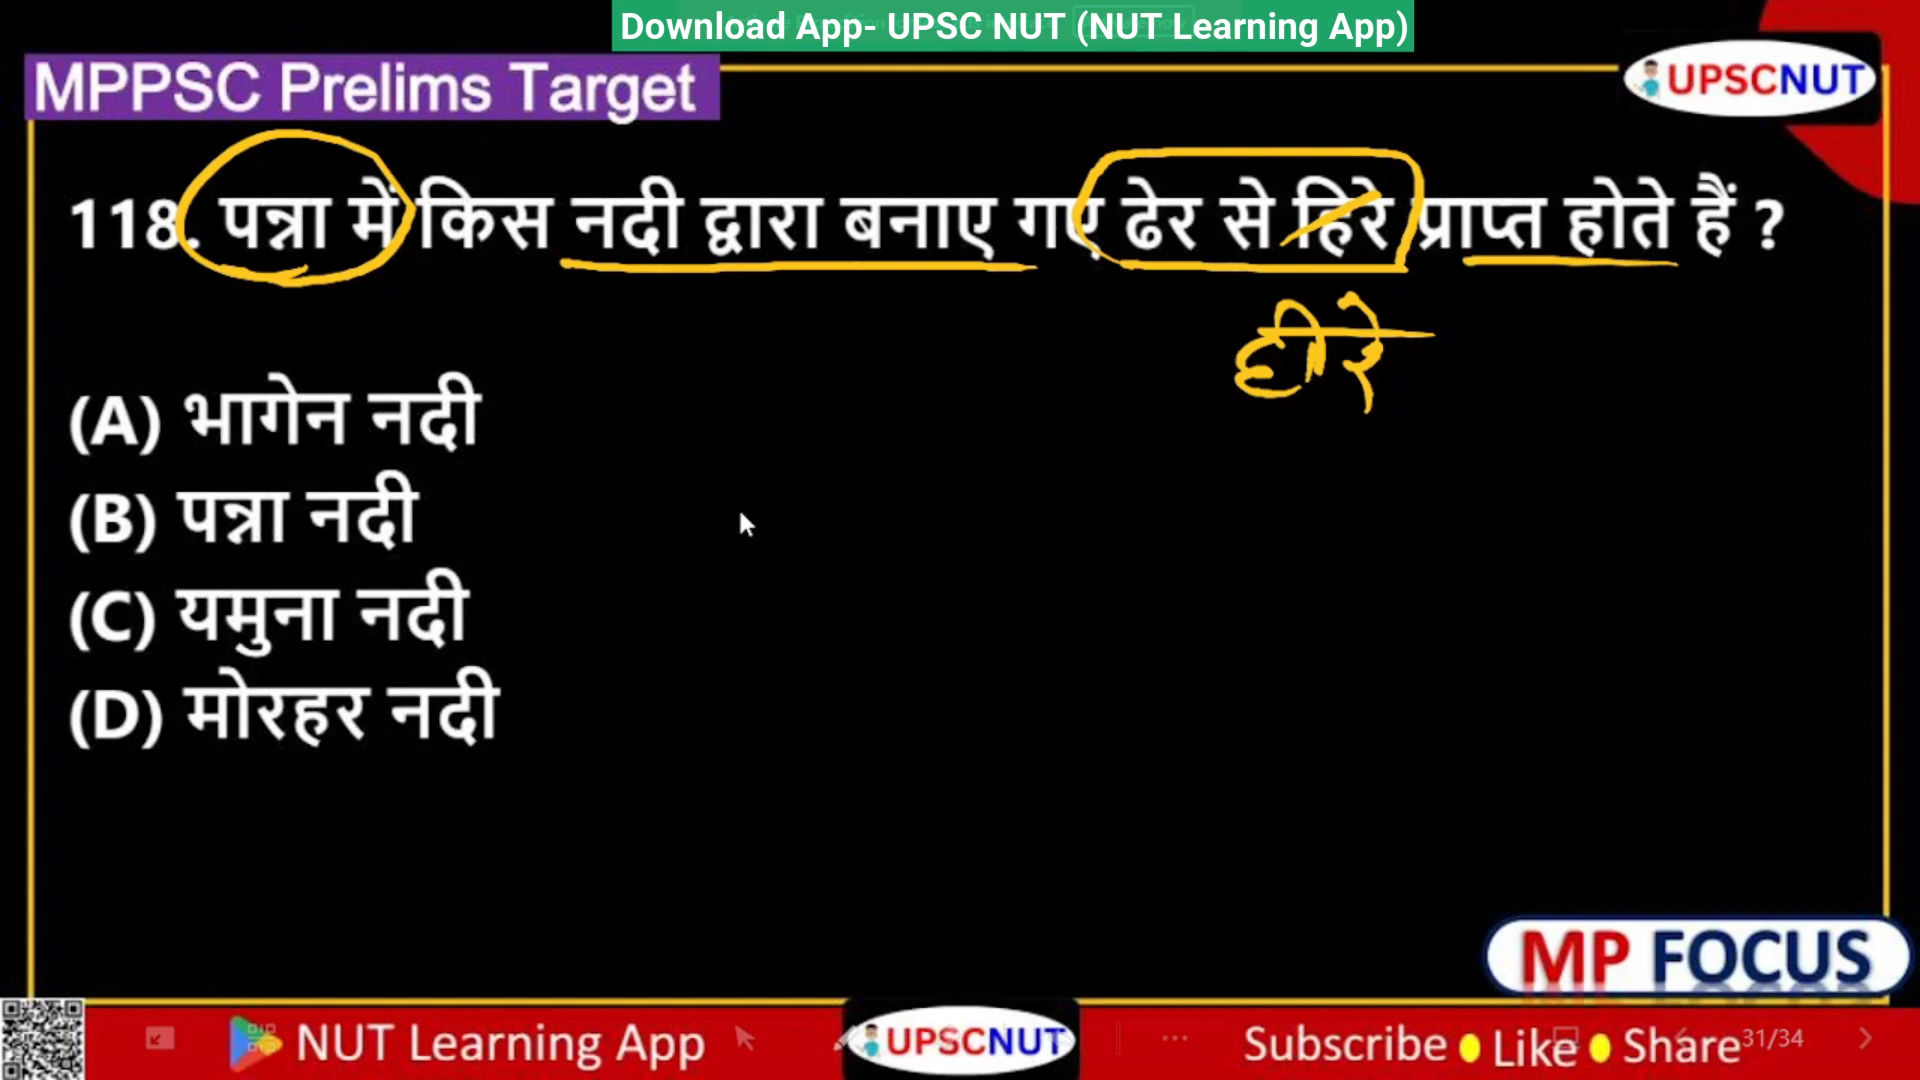 Download App- UPSC NUT (NUT Learning App)
MPPSC Prelims Target
UPSCNUT
118. पन्ना में किस नदी द्वारा बनाए गए ढेर से हिरे प्राप्त होते हैं ?
हीरे
(A) भागेन नदी
(B) पन्ना नदी
(C) यमुना नदी
(D) मोरहर नदी
MP FOCUS
NUT Learning App
UPSCNUT
Subscribe Like Share
31/34